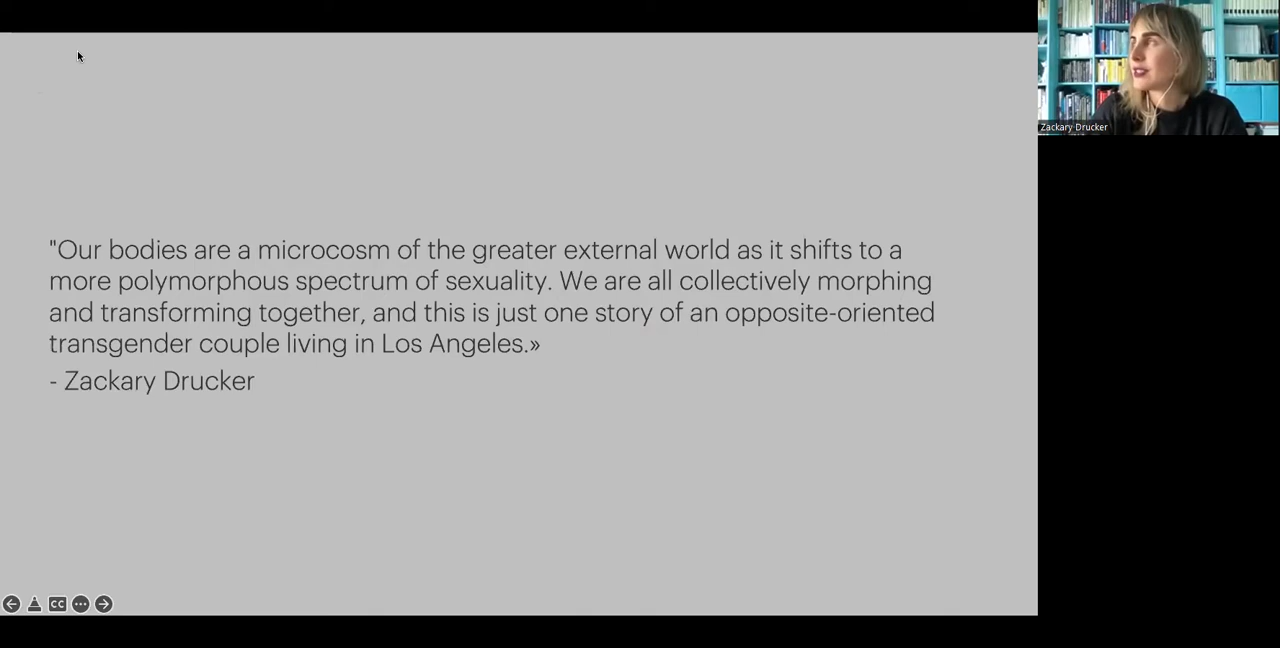 "Our bodies are a microcosm of the greater external world as it shifts to a
more polymorphous spectrum of sexuality. We are all collectively morphing
and transforming together, and this is just one story of an opposite-oriented
transgender couple living in Los Angeles.»
- Zackary Drucker
Zackary Drucker
CC